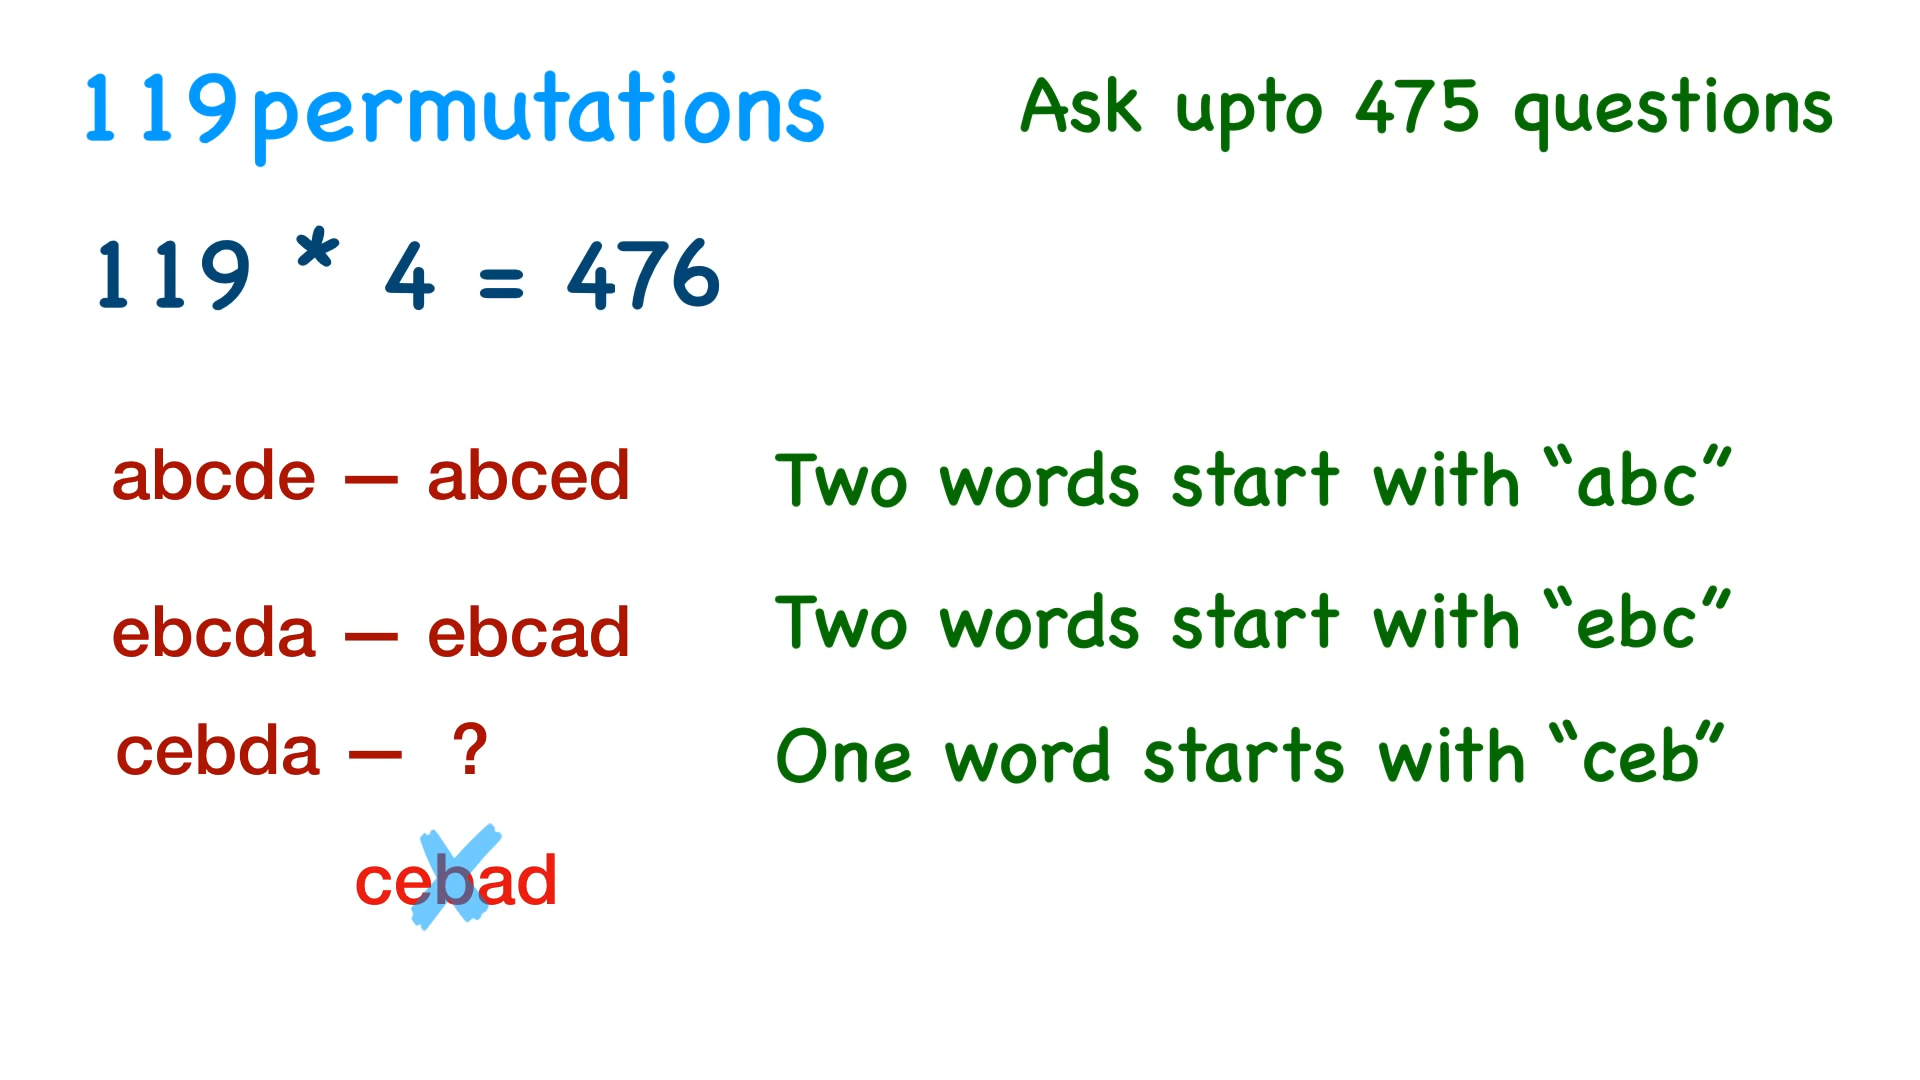 119permutations
Ask upto 475 questions
119 * 4 = 476
abcde — abced
Two words start with “abc”
ebcda — ebcad
Two words start with “ebc”
cebda — ?
One word starts with “ceb”
cebad